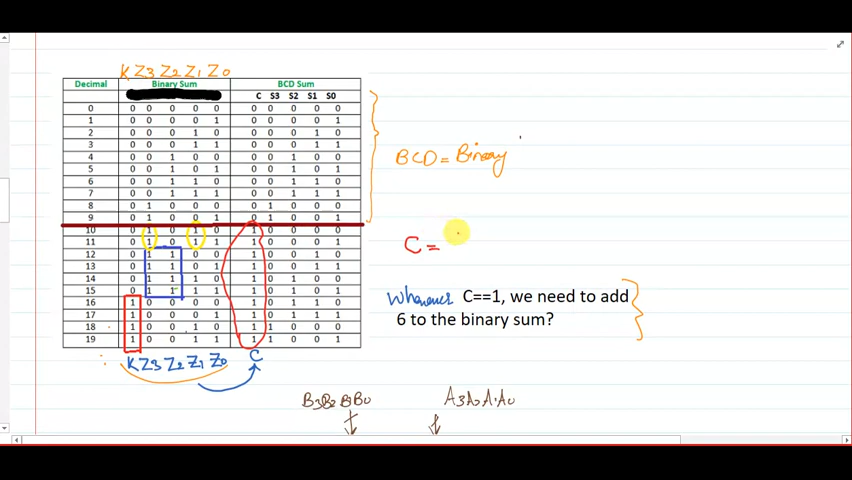 K Z3 Z2 Z1 Z0
Decimal Binary Sum BCD Sum
C S3 S2 S1 S0
0 0 0 0 0 0 0 0 0 0 0
1 0 0 0 0 1 0 0 0 0 1
2 0 0 0 1 0 0 0 0 1 0
3 0 0 0 1 1 0 0 0 1 1
4 0 0 1 0 0 0 0 1 0 0
5 0 0 1 0 1 0 0 1 0 1
6 0 0 1 1 0 0 0 1 1 0
7 0 0 1 1 1 0 0 1 1 1
8 0 1 0 0 0 0 1 0 0 0
9 0 1 0 0 1 0 1 0 0 1
10 0 1 0 1 0 1 0 0 0 0
11 0 1 0 1 1 1 0 0 0 1
12 0 1 1 0 0 1 0 0 1 0
13 0 1 1 0 1 1 0 0 1 1
14 0 1 1 1 0 1 0 1 0 0
15 0 1 1 1 1 1 0 1 0 1
16 1 0 0 0 0 1 0 1 1 0
17 1 0 0 0 1 1 0 1 1 1
18 1 0 0 1 0 1 1 0 0 0
19 1 0 0 1 1 1 1 0 0 1
K Z3 Z2 Z1 Z0 C
BCD = Binary
C =
Whenever C==1, we need to add
6 to the binary sum?
B3B2B1B0 A3A2A1A0